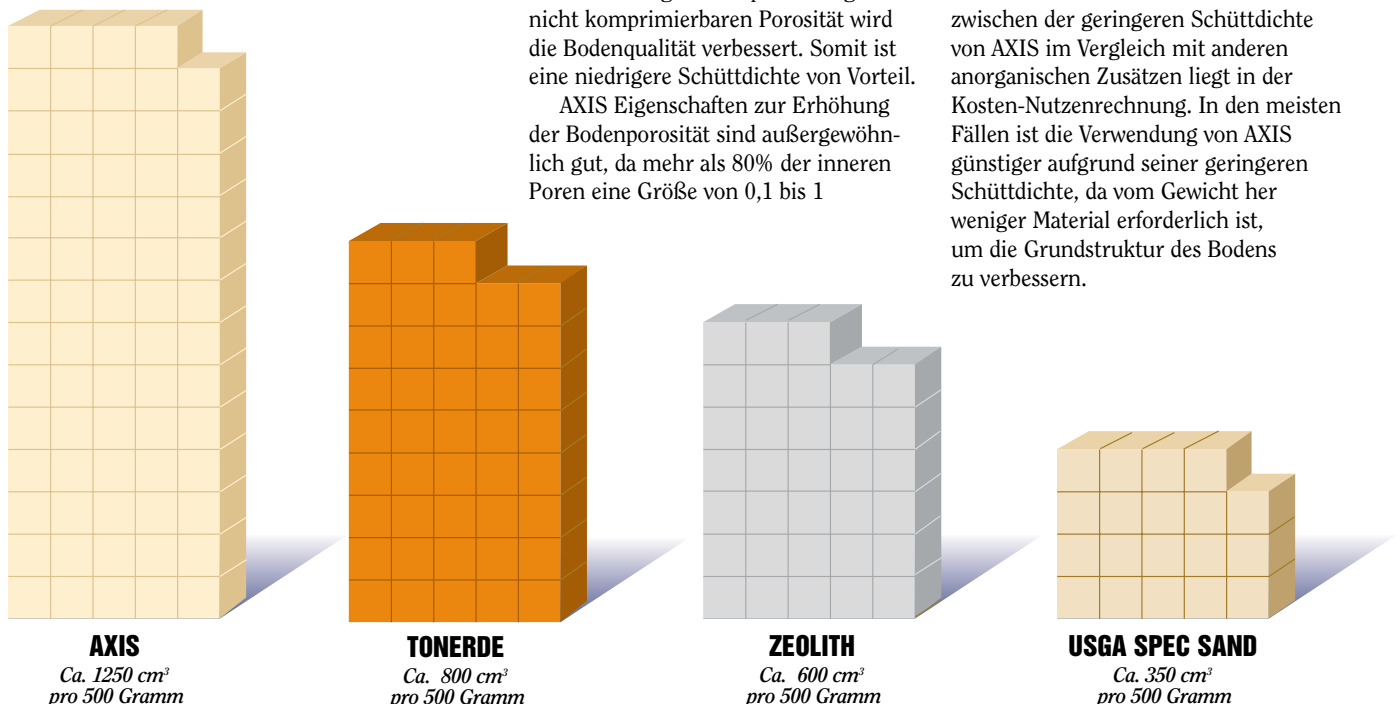 nicht komprimierbaren Porosität wird
die Bodenqualität verbessert. Somit ist
eine niedrigere Schüttdichte von Vorteil.
AXIS Eigenschaften zur Erhöhung
der Bodenporosität sind außergewöhn-
lich gut, da mehr als 80% der inneren
Poren eine Größe von 0,1 bis 1
zwischen der geringeren Schüttdichte
von AXIS im Vergleich mit anderen
anorganischen Zusätzen liegt in der
Kosten-Nutzenrechnung. In den meisten
Fällen ist die Verwendung von AXIS
günstiger aufgrund seiner geringeren
Schüttdichte, da vom Gewicht her
weniger Material erforderlich ist,
um die Grundstruktur des Bodens
zu verbessern.
AXIS
Ca. 1250 cm³
pro 500 Gramm
TONERDE
Ca. 800 cm³
pro 500 Gramm
ZEOLITH
Ca. 600 cm³
pro 500 Gramm
USGA SPEC SAND
Ca. 350 cm³
pro 500 Gramm